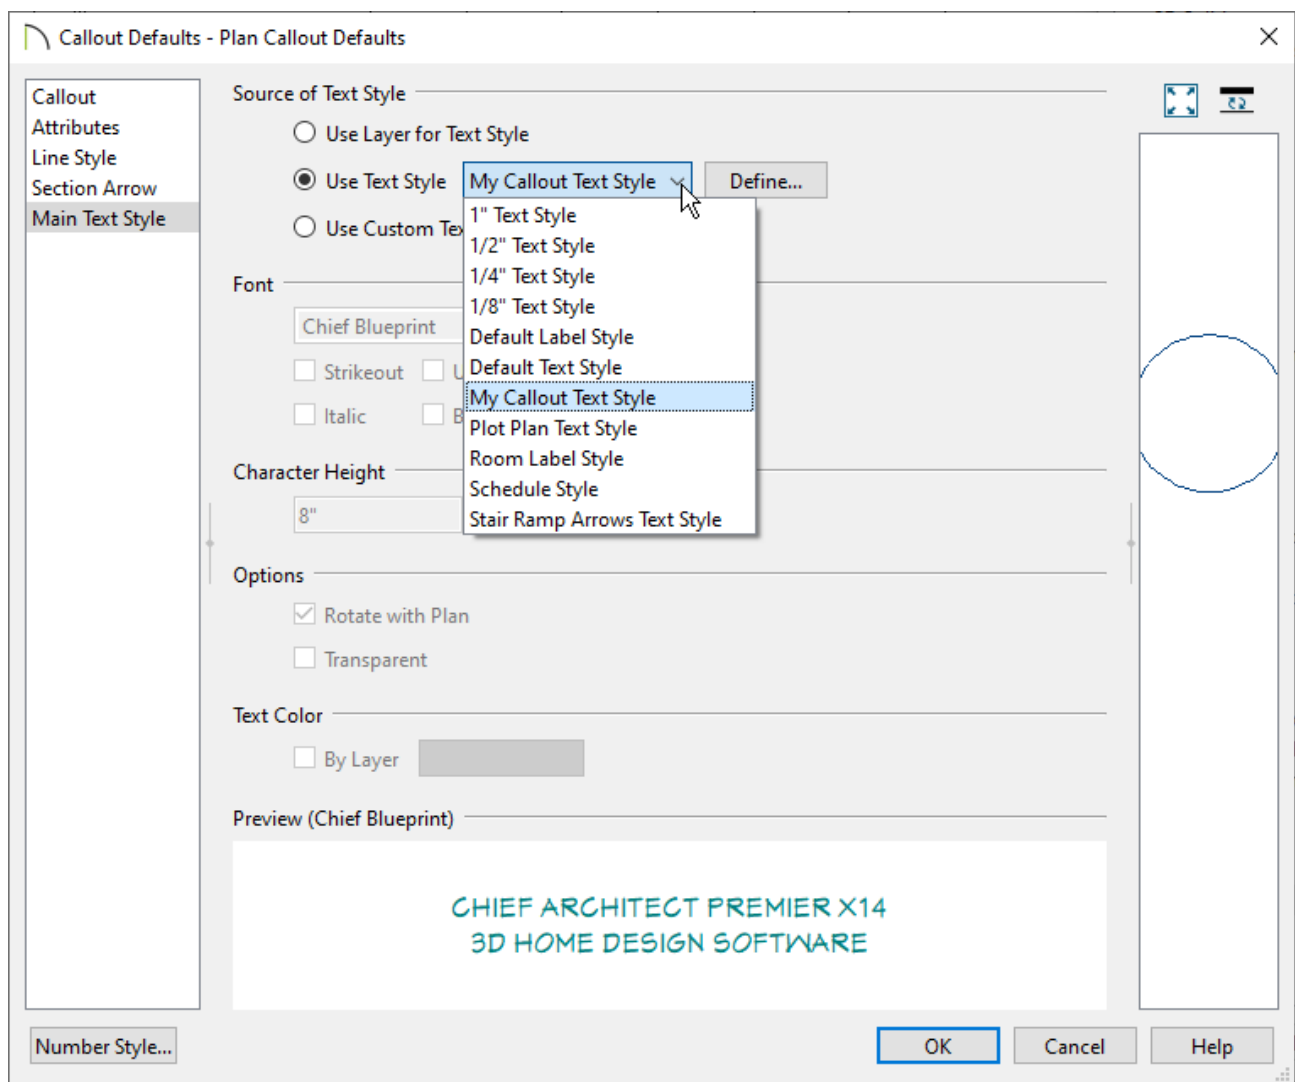 Callout Defaults - Plan Callout Defaults
Callout
Attributes
Line Style
Section Arrow
Main Text Style
Source of Text Style
Use Layer for Text Style
Use Text Style
My Callout Text Style
Define...
Use Custom Tex
1" Text Style
1/2" Text Style
1/4" Text Style
1/8" Text Style
Default Label Style
Default Text Style
My Callout Text Style
Plot Plan Text Style
Room Label Style
Schedule Style
Stair Ramp Arrows Text Style
Font
Chief Blueprint
Strikeout
U
Italic
B
Character Height
8"
Options
Rotate with Plan
Transparent
Text Color
By Layer
Preview (Chief Blueprint)
CHIEF ARCHITECT PREMIER X14
3D HOME DESIGN SOFTWARE
Number Style...
OK
Cancel
Help